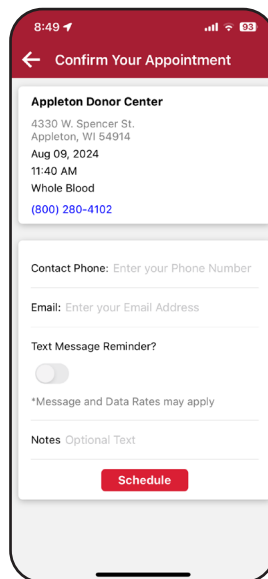 8:49 93
Confirm Your Appointment
Appleton Donor Center
4330 W. Spencer St.
Appleton, WI 54914
Aug 09, 2024
11:40 AM
Whole Blood
(800) 280-4102
Contact Phone: Enter your Phone Number
Email: Enter your Email Address
Text Message Reminder?
*Message and Data Rates may apply
Notes Optional Text
Schedule